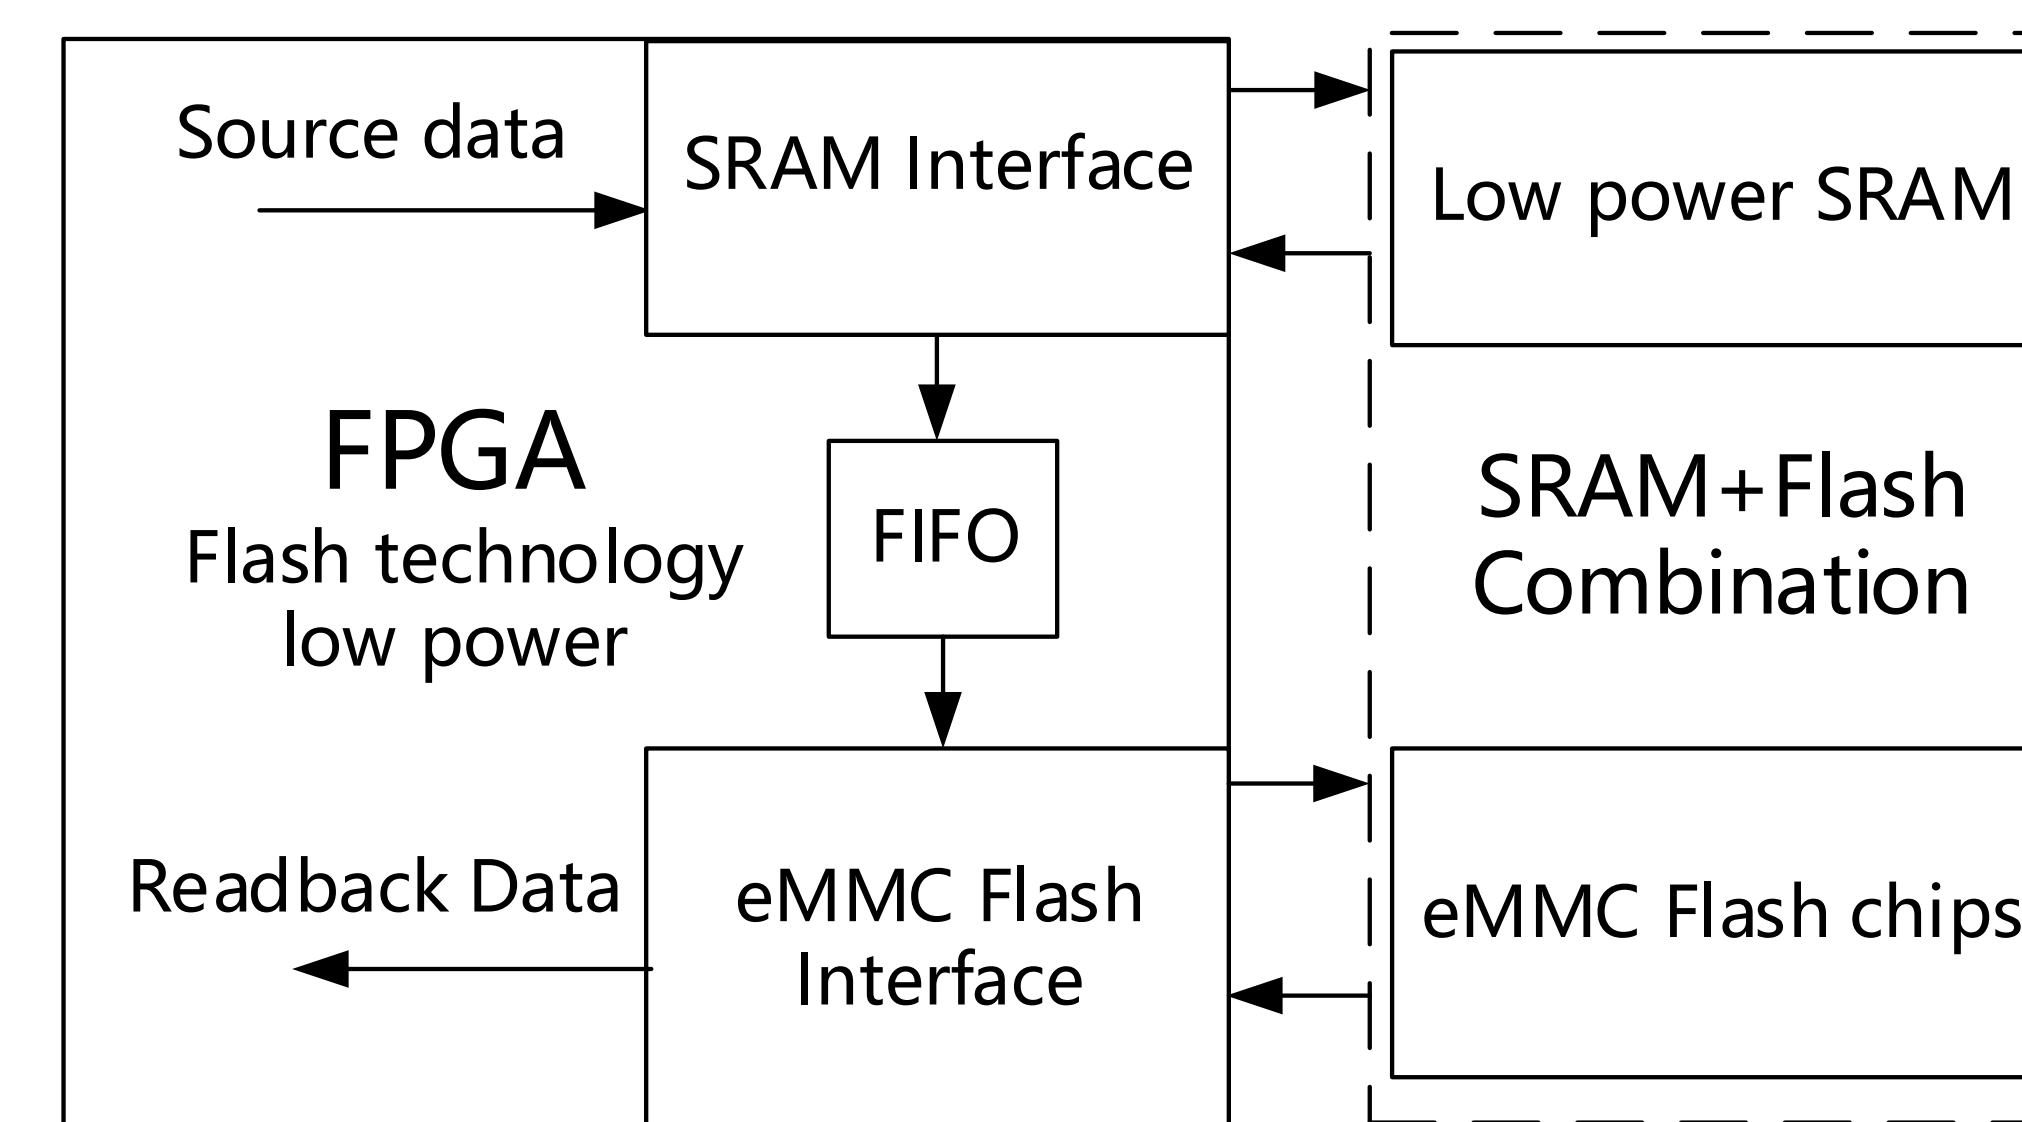 Source data
SRAM Interface
Low power SRAM
FPGA
Flash technology
low power
FIFO
SRAM+Flash
Combination
Readback Data
eMMC Flash
Interface
eMMC Flash chips